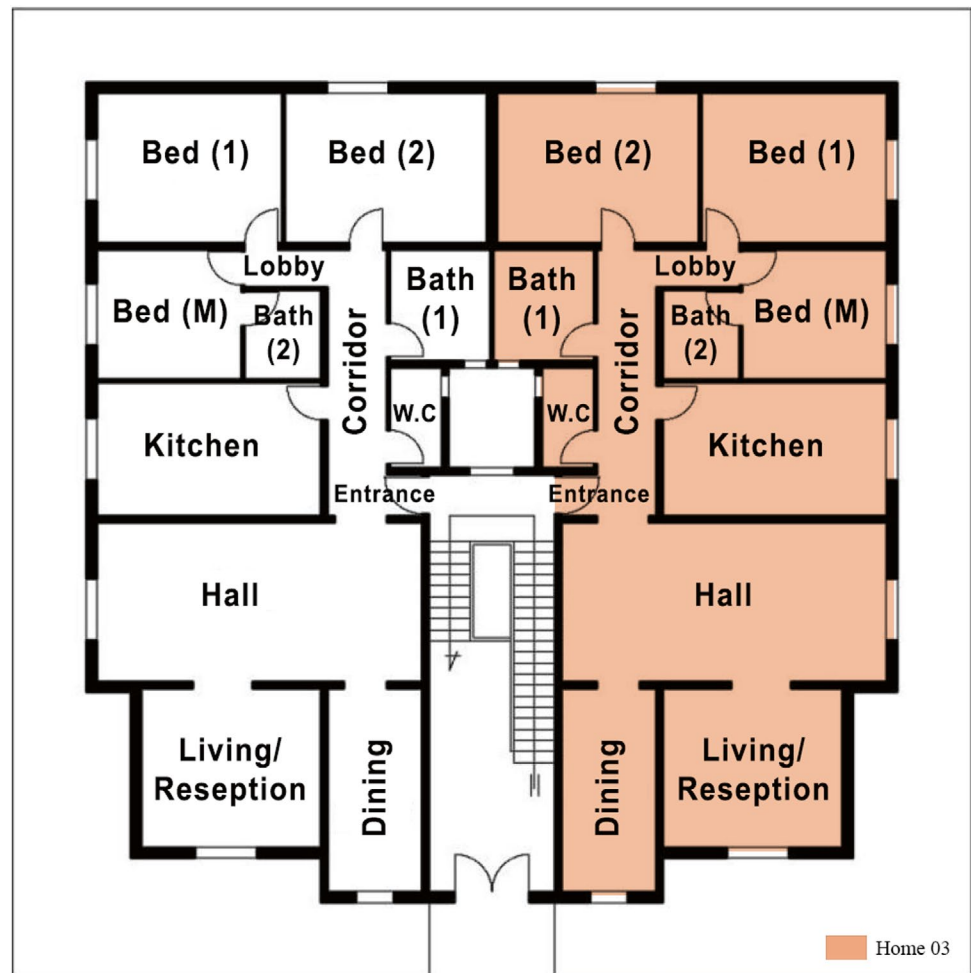 Bed (1)
Bed (2)
Bed (2)
Bed (1)
Lobby
Lobby
Bed (M)
Bath
(2)
Bath
(1)
Bath
(1)
Bath
(2)
Bed (M)
Corridor
Corridor
W.C
W.C
Kitchen
Kitchen
Entrance
Entrance
Hall
Hall
Living/
Reseption
Dining
Dining
Living/
Reseption
Home 03